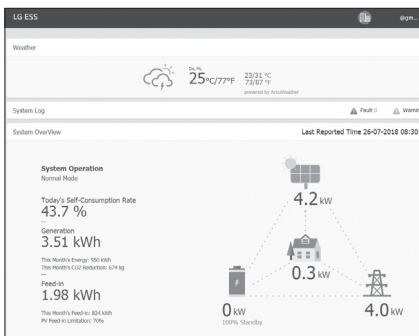 LG ESS
@gm...
Weather
25°C/77°F
23/31 °C
73/87 °F
powered by AccuWeather
System Log
Fault 0
System OverView
Last Reported Time 26-07-2018 08:30:
System Operation
Normal Mode
Today's Self-Consumption Rate
43.7 %
Generation
3.51 kWh
This Month's Energy: 950 kWh
This Month's CO2 Reduction: 674 kg
Feed-in
1.98 kWh
This Month's Feed-in: 824 kWh
PV Feed-in Limitation: 70%
4.2 kW
0.3 kW
0 kW
100% Standby
4.0 kW